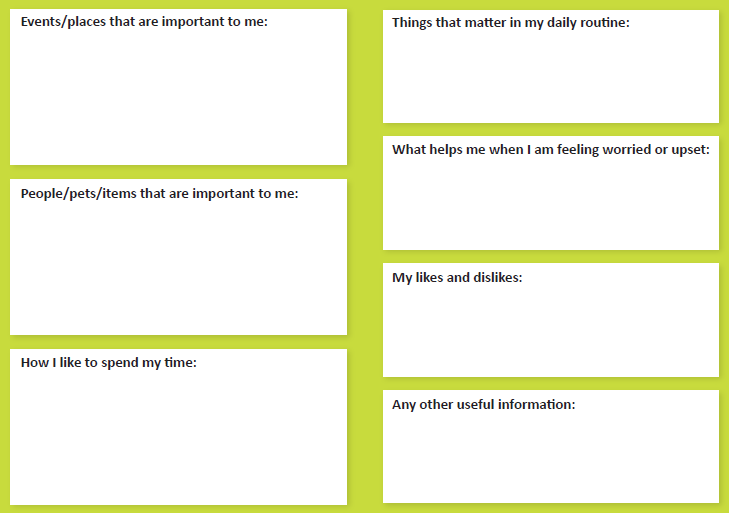 Events/places that are important to me:
People/pets/items that are important to me:
How I like to spend my time:
Things that matter in my daily routine:
What helps me when I am feeling worried or upset:
My likes and dislikes:
Any other useful information: